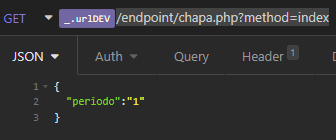 GET _.urlDEV /endpoint/chapa.php?method=index
JSON Auth Query Header 1
1 {
2 "periodo":"1"
3 }